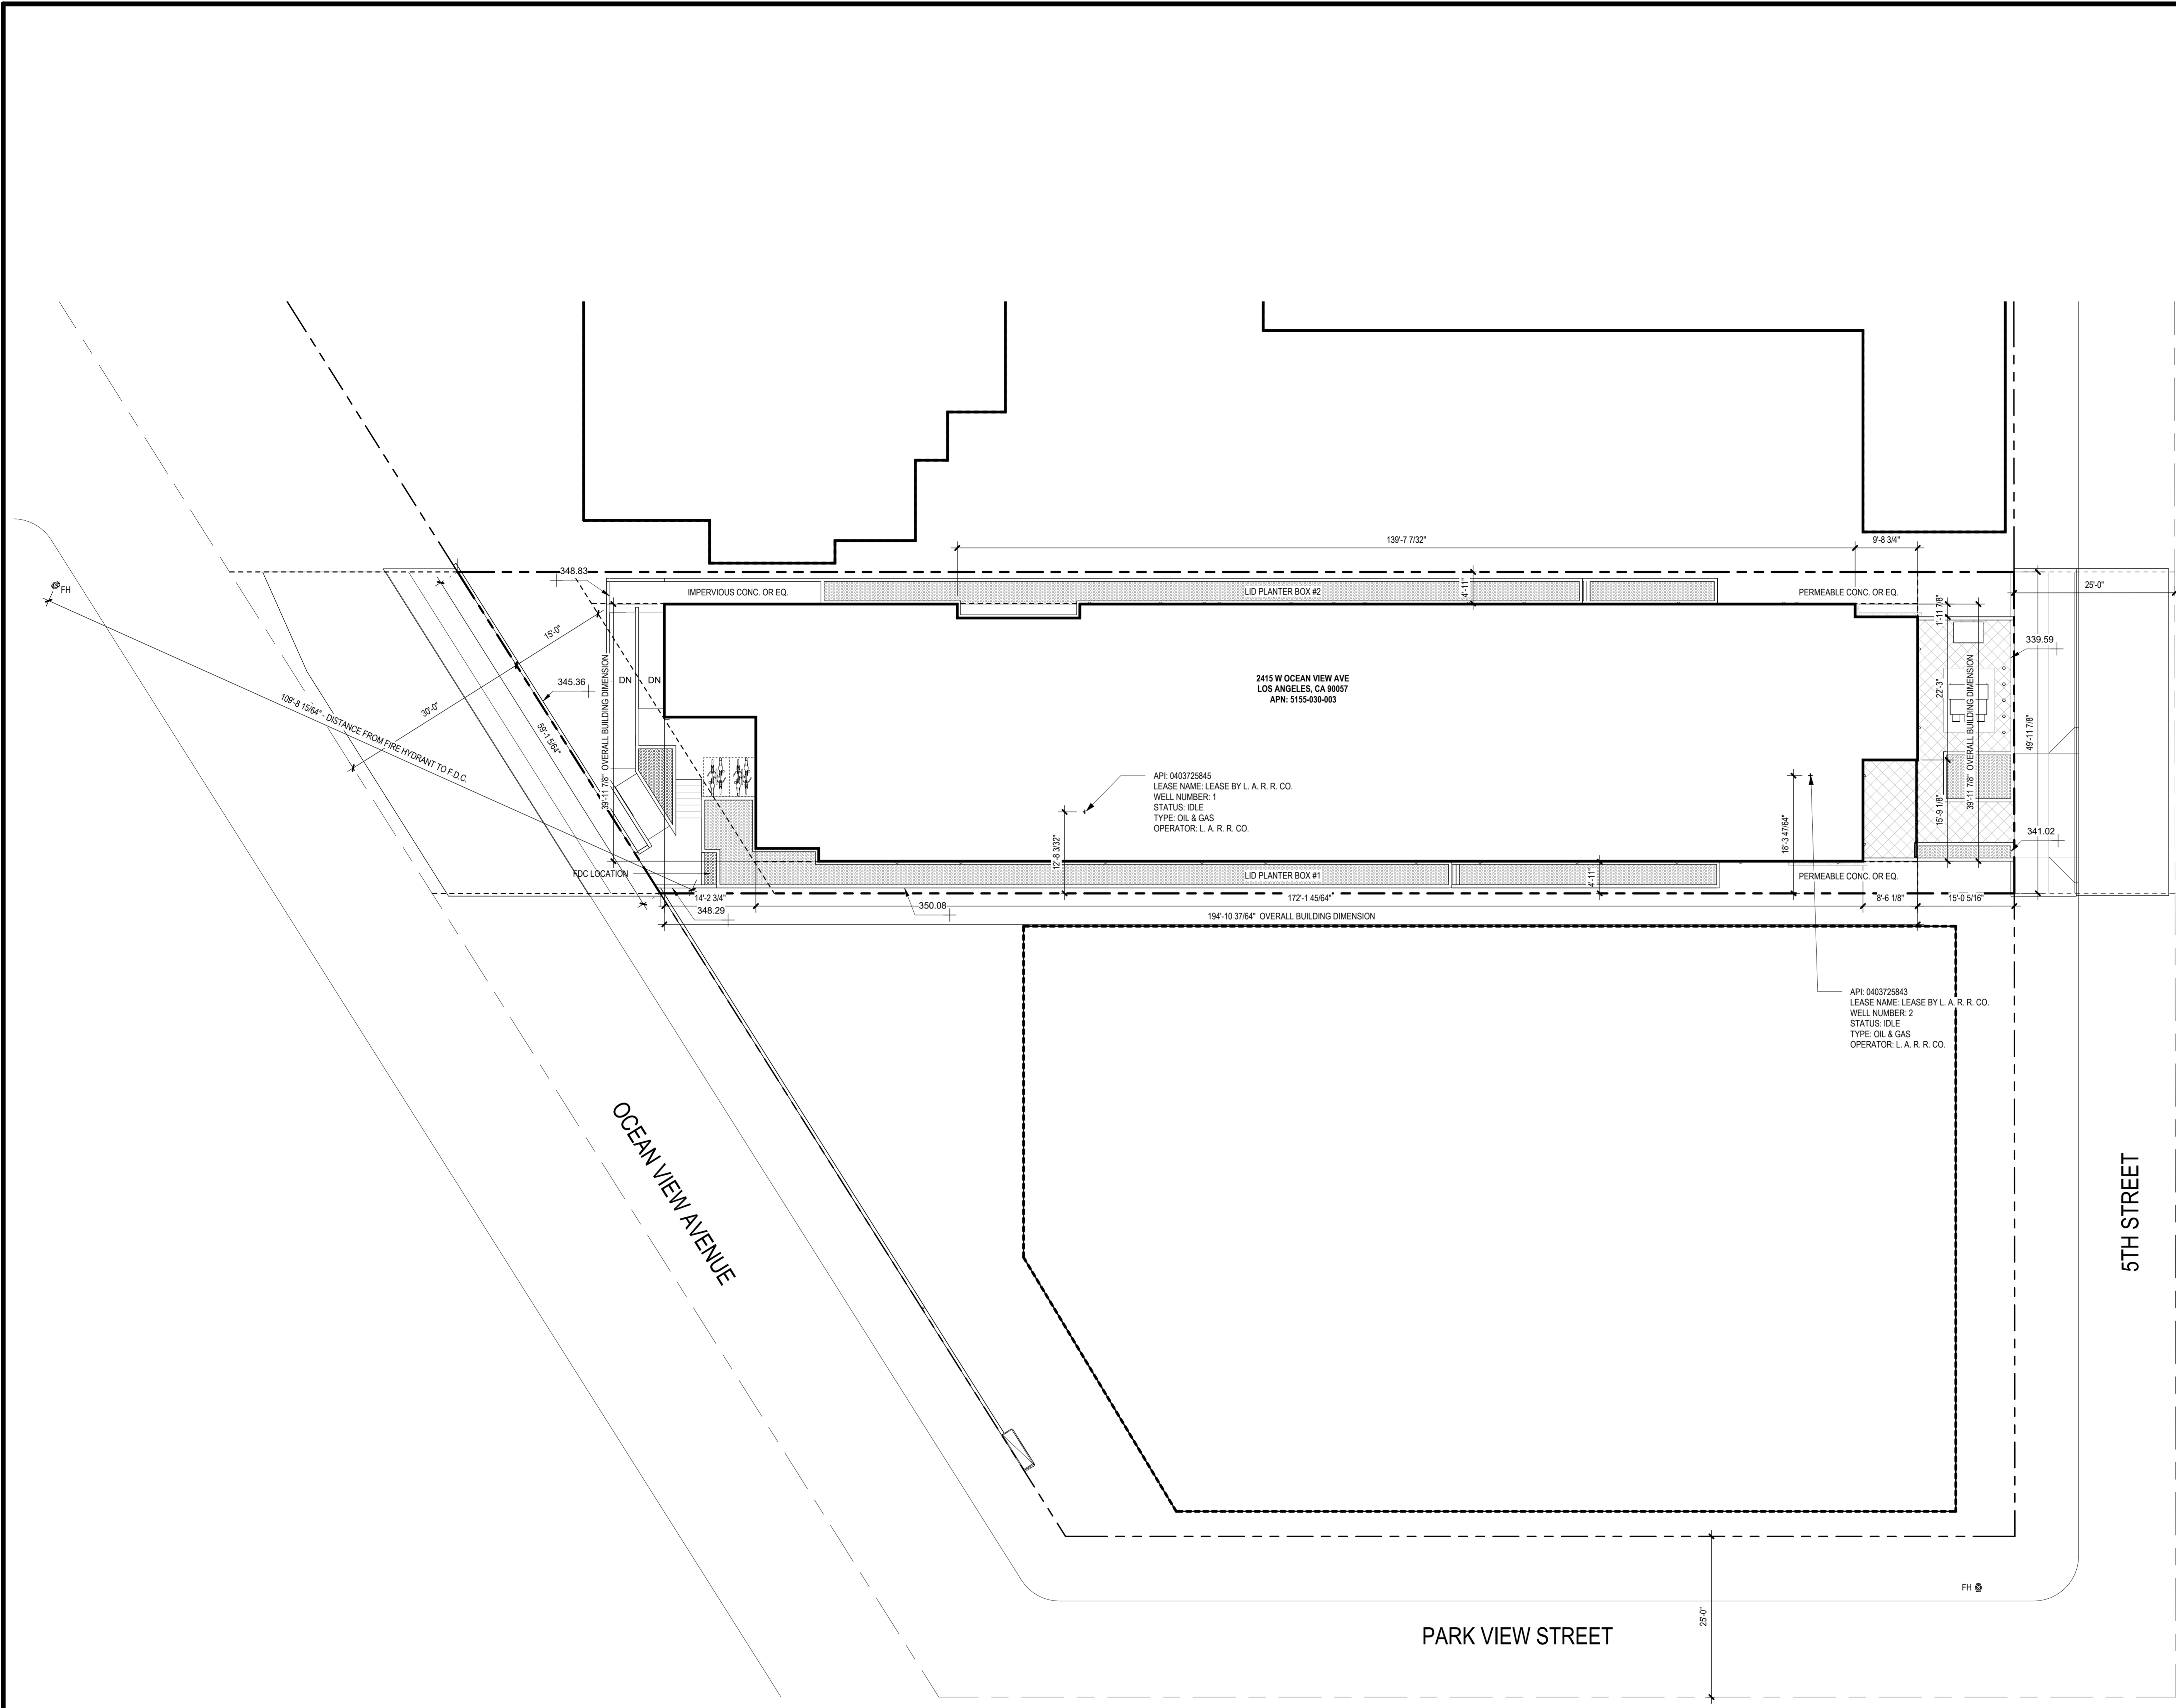 139'-7 7/32"
9'-8 3/4"
348.83
IMPERVIOUS CONC. OR EQ.
LID PLANTER BOX #2
4'-11"
PERMEABLE CONC. OR EQ.
1'-11 7/8"
25'-0"
FH
15'-0"
339.59
345.36
39'-11 7/8" OVERALL BUILDING DIMENSION
DN
DN
2415 W OCEAN VIEW AVE
LOS ANGELES, CA 90057
APN: 5155-030-003
22'-3"
39'-11 7/8" OVERALL BUILDING DIMENSION
49'-11 7/8"
30'-0"
109'-8 15/64" - DISTANCE FROM FIRE HYDRANT TO F.D.C.
59'-1 5/64"
API: 0403725845
LEASE NAME: LEASE BY L. A. R. R. CO.
WELL NUMBER: 1
STATUS: IDLE
TYPE: OIL & GAS
OPERATOR: L. A. R. R. CO.
12'-8 3/32"
18'-3 47/64"
15'-9 1/8"
341.02
FDC LOCATION
LID PLANTER BOX #1
4'-11"
PERMEABLE CONC. OR EQ.
14'-2 3/4"
172'-1 45/64"
8'-6 1/8"
15'-0 5/16"
348.29
350.08
194'-10 37/64" OVERALL BUILDING DIMENSION
API: 0403725843
LEASE NAME: LEASE BY L. A. R. R. CO.
WELL NUMBER: 2
STATUS: IDLE
TYPE: OIL & GAS
OPERATOR: L. A. R. R. CO.
OCEAN VIEW AVENUE
5TH STREET
FH
25'-0"
PARK VIEW STREET